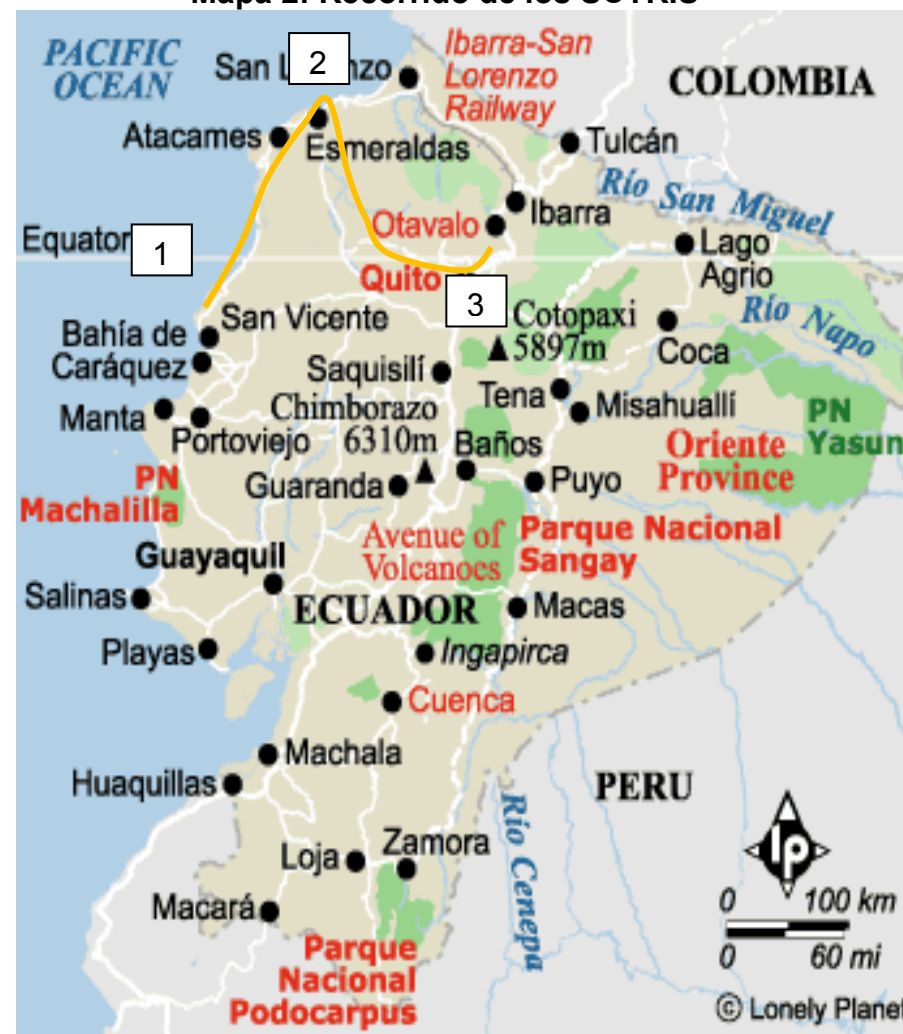 PACIFIC
OCEAN
2
Ibarra-San
Lorenzo
Railway
COLOMBIA
Atacames
Esmeraldas
Tulcán
Río San Miguel
Otavalo
Ibarra
Equator
1
Lago
Agrio
Quito
3
Cotopaxi
5897m
Río Napo
San Vicente
Bahía de
Caráquez
Coca
Saquisilí
Tena
Misahuallí
Manta
Portoviejo
Chimborazo
6310m
Baños
PN
Oriente
Province
PN
Machalilla
Guaranda
Puyo
Avenue of
Volcanoes
Parque Nacional
Sangay
Guayaquil
Salinas
ECUADOR
Macas
Playas
Ingapirca
Cuenca
Machala
Huaquillas
PERU
Río Cenepa
Loja
Zamora
Macará
lp
0 100 km
0 60 mi
Parque
Nacional
Podocarpus
© Lonely Planet